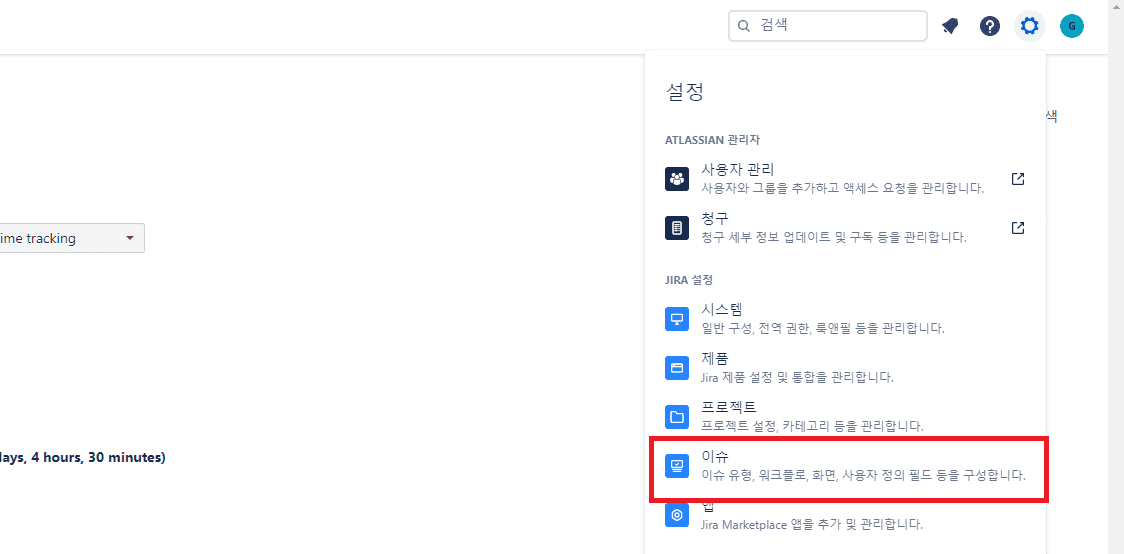 검색
G
설정
색
ATLASSIAN 관리자
사용자 관리
사용자와 그룹을 추가하고 액세스 요청을 관리합니다.
청구
청구 세부 정보 업데이트 및 구독 등을 관리합니다.
ime tracking
JIRA 설정
시스템
일반 구성, 전역 권한, 룩앤필 등을 관리합니다.
제품
Jira 제품 설정 및 통합을 관리합니다.
프로젝트
프로젝트 설정, 카테고리 등을 관리합니다.
lays, 4 hours, 30 minutes)
이슈
이슈 유형, 워크플로, 화면, 사용자 정의 필드 등을 구성합니다.
앱
Jira Marketplace 앱을 추가 및 관리합니다.